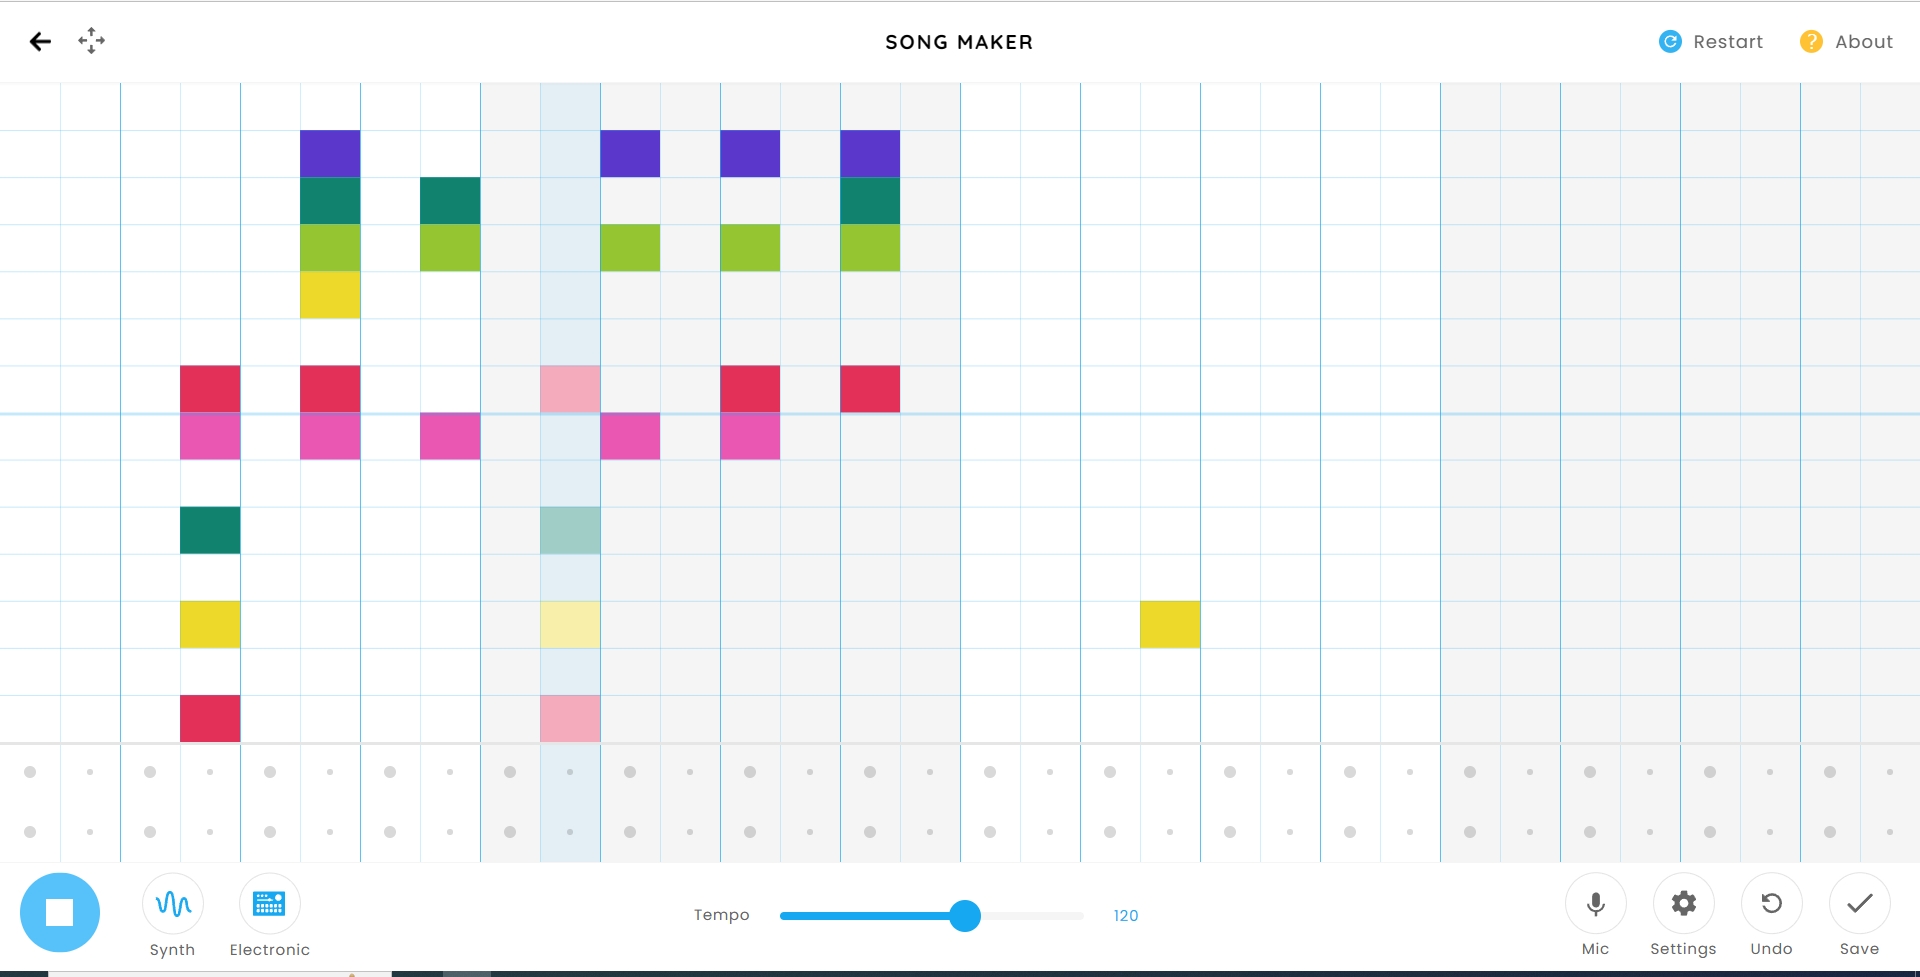 SONG MAKER
Restart
? About
Tempo
120
Synth
Electronic
Mic
Settings
Undo
Save